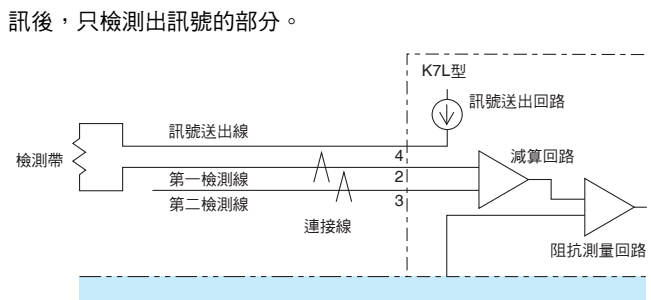 訊後，只檢測出訊號的部分。
K7L型
訊號送出回路
訊號送出線
檢測帶
4
減算回路
第一檢測線
2
第二檢測線
3
連接線
阻抗測量回路